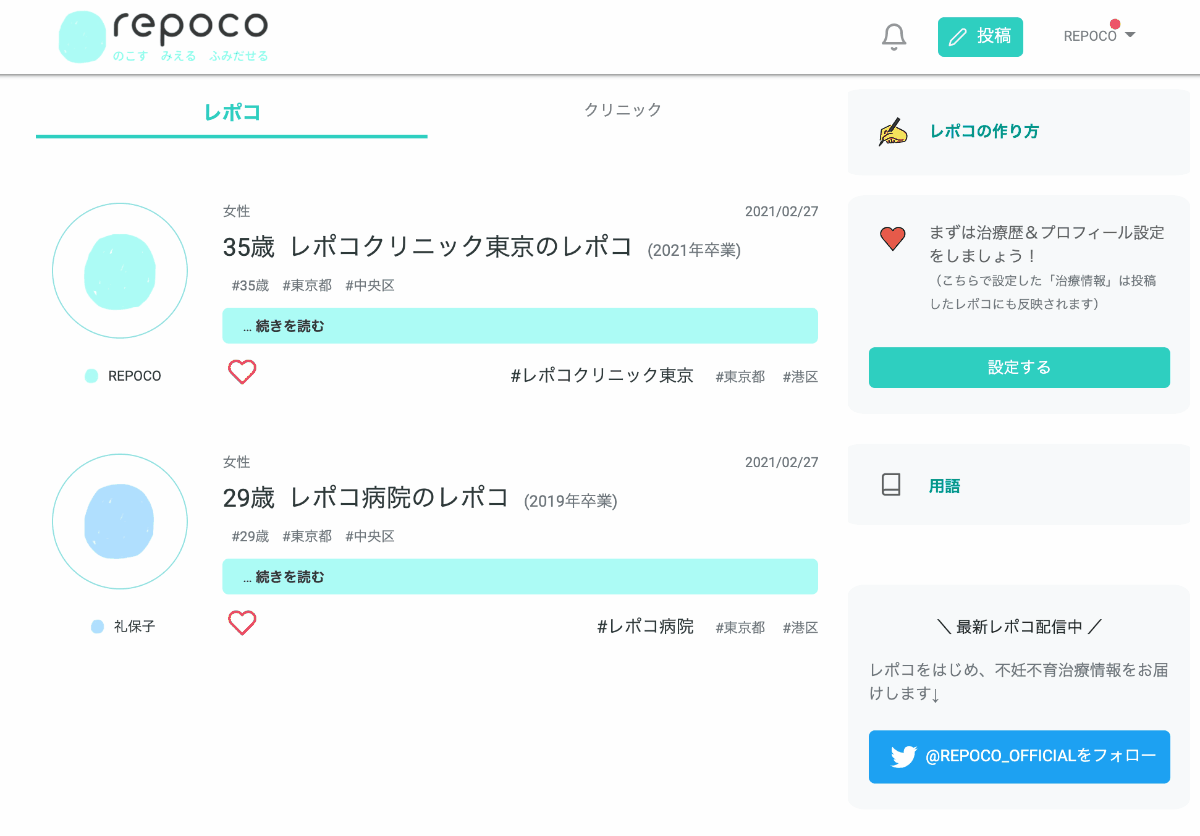 repoco
のこす みえる ふみだせる
投稿
REPOCO
レポコ
クリニック
女性
2021/02/27
35歳 レポコクリニック東京のレポコ (2021年卒業)
#35歳 #東京都 #中央区
... 続きを読む
REPOCO
#レポコクリニック東京 #東京都 #港区
女性
2021/02/27
29歳 レポコ病院のレポコ (2019年卒業)
#29歳 #東京都 #中央区
... 続きを読む
礼保子
#レポコ病院 #東京都 #港区
レポコの作り方
まずは治療歴＆プロフィール設定
をしましょう！
（こちらで設定した「治療情報」は投稿
したレポコにも反映されます）
設定する
用語
＼ 最新レポコ配信中 ／
レポコをはじめ、不妊不育治療情報をお届
けします↓
@REPOCO_OFFICIALをフォロー